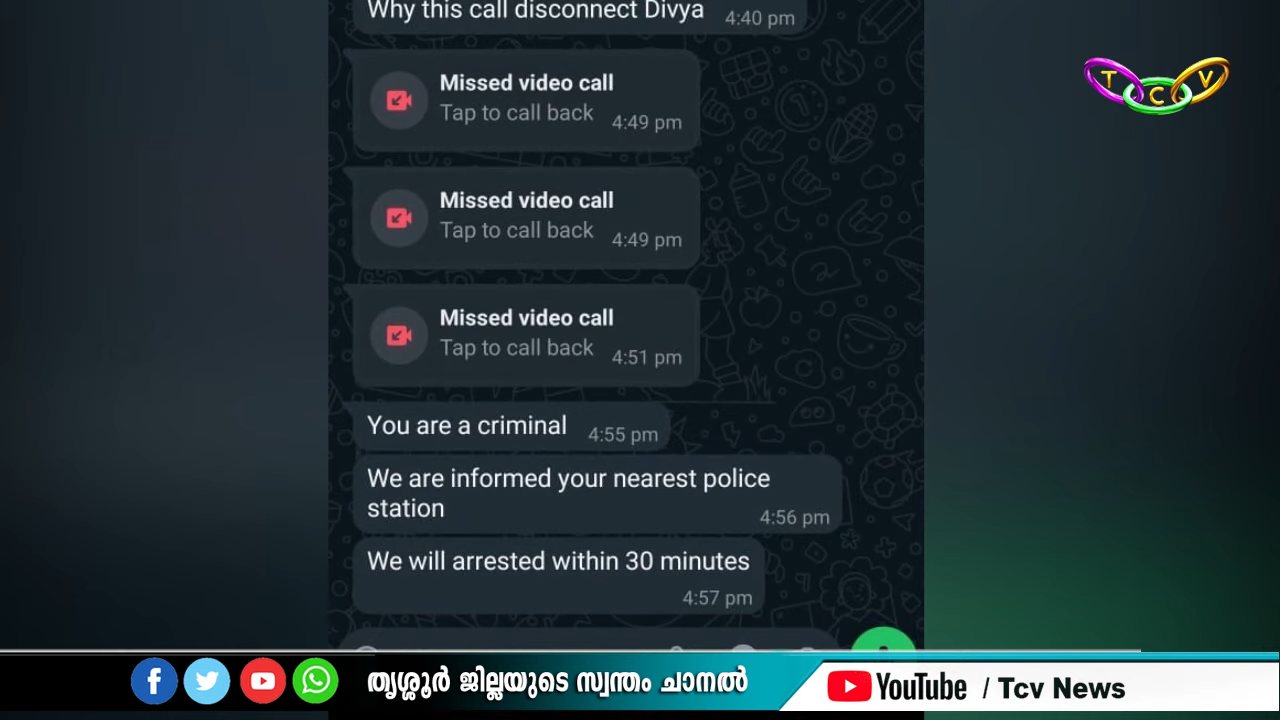 Why this call disconnect Divya 4:40 pm
Missed video call
Tap to call back 4:49 pm
Missed video call
Tap to call back 4:49 pm
Missed video call
Tap to call back 4:51 pm
You are a criminal 4:55 pm
We are informed your nearest police
station 4:56 pm
We will arrested within 30 minutes
4:57 pm
T C V
തൃശ്ശൂർ ജില്ലയുടെ സ്വന്തം ചാനൽ
YouTube / Tcv News